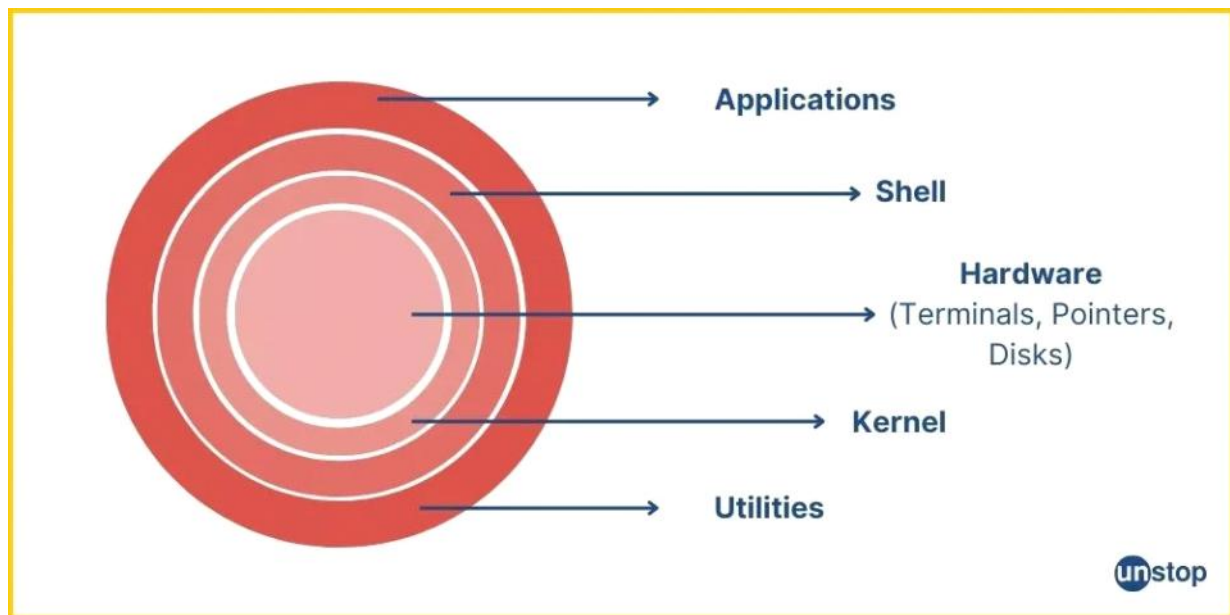 Applications
Shell
Hardware
(Terminals, Pointers,
Disks)
Kernel
Utilities
unstop